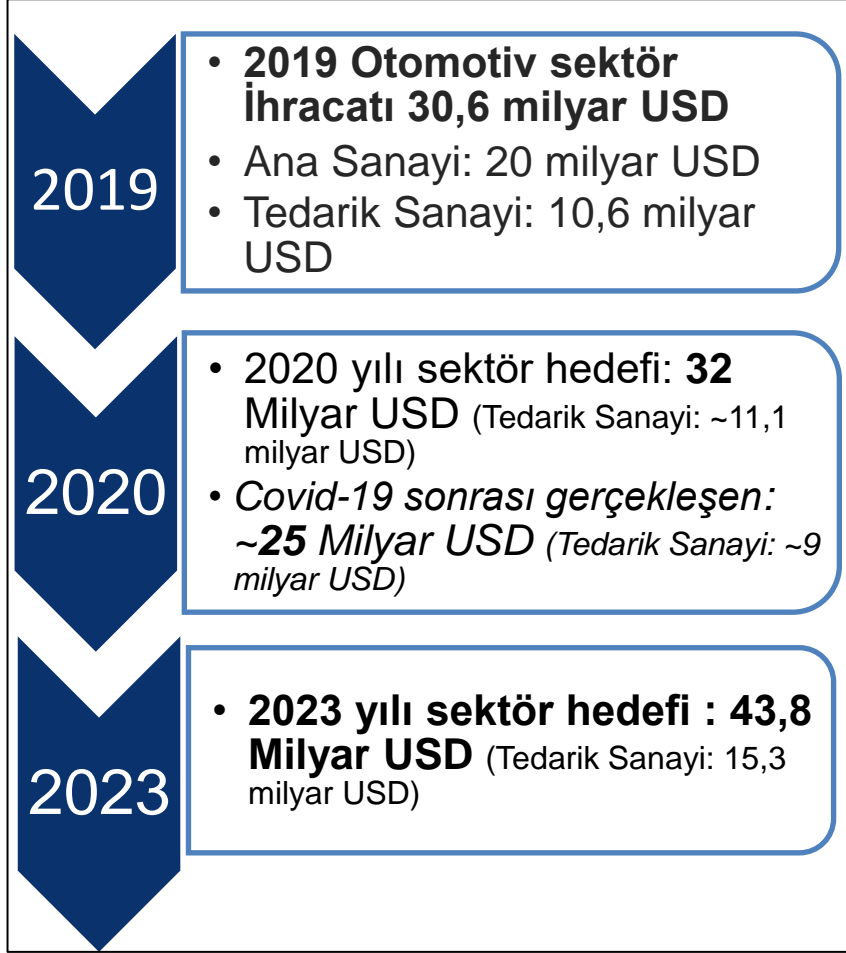 2019
• 2019 Otomotiv sektör
İhracatı 30,6 milyar USD
• Ana Sanayi: 20 milyar USD
• Tedarik Sanayi: 10,6 milyar
USD
2020
• 2020 yılı sektör hedefi: 32
Milyar USD (Tedarik Sanayi: ~11,1
milyar USD)
• Covid-19 sonrası gerçekleşen:
~25 Milyar USD (Tedarik Sanayi: ~9
milyar USD)
2023
• 2023 yılı sektör hedefi : 43,8
Milyar USD (Tedarik Sanayi: 15,3
milyar USD)